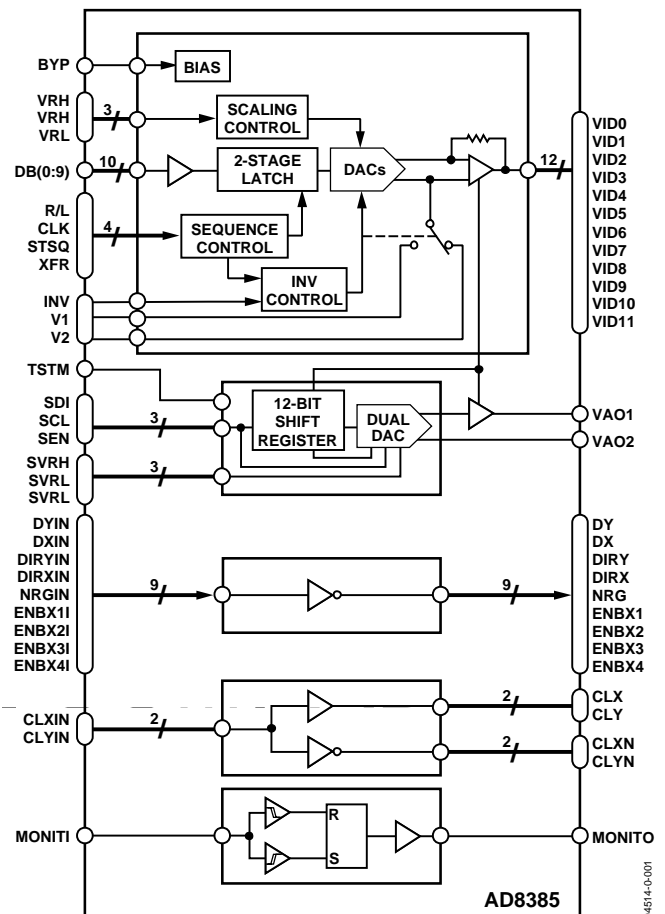 BYP
BIAS
VRH
VRH
VRL
3
SCALING
CONTROL
DB(0:9)
10
2-STAGE
LATCH
DACs
12
VID0
VID1
VID2
VID3
VID4
VID5
VID6
VID7
VID8
VID9
VID10
VID11
R/L
CLK
STSQ
XFR
4
SEQUENCE
CONTROL
INV
CONTROL
INV
V1
V2
TSTM
SDI
SCL
SEN
3
12-BIT
SHIFT
REGISTER
DUAL
DAC
VAO1
VAO2
SVRH
SVRL
SVRL
3
DYIN
DXIN
DIRYIN
DIRXIN
NRGIN
ENBX1I
ENBX2I
ENBX3I
ENBX4I
9
9
DY
DX
DIRY
DIRX
NRG
ENBX1
ENBX2
ENBX3
ENBX4
CLXIN
CLYIN
2
2
CLX
CLY
2
CLXN
CLYN
MONITI
R
S
MONITO
AD8385
4514-0-001